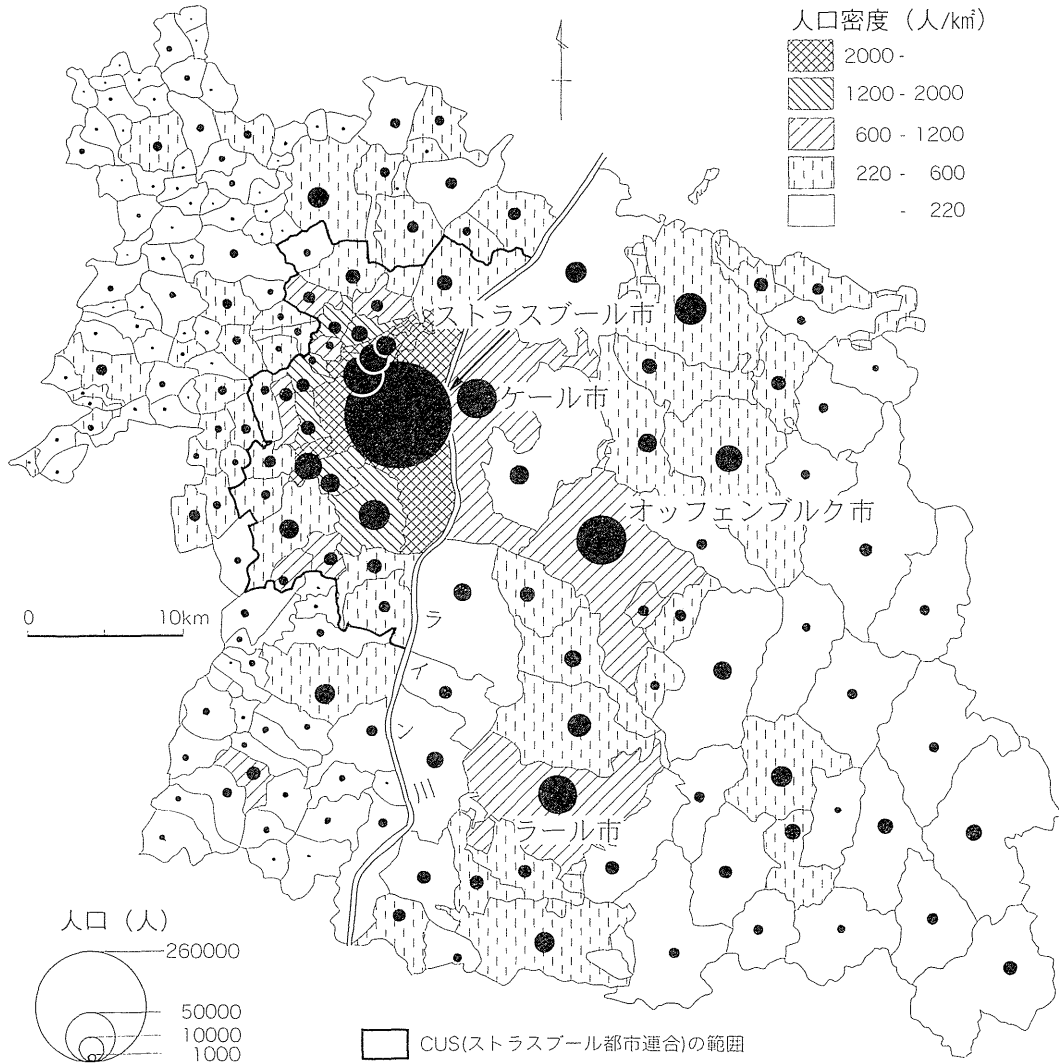 人口密度（人/k㎡）
2000 -
1200 - 2000
600 - 1200
220 - 600
- 220
ストラスブール市
ケール市
オッフェンブルク市
0 10km
ライン川
ラール市
人口（人）
260000
50000
10000
1000
CUS(ストラスブール都市連合)の範囲